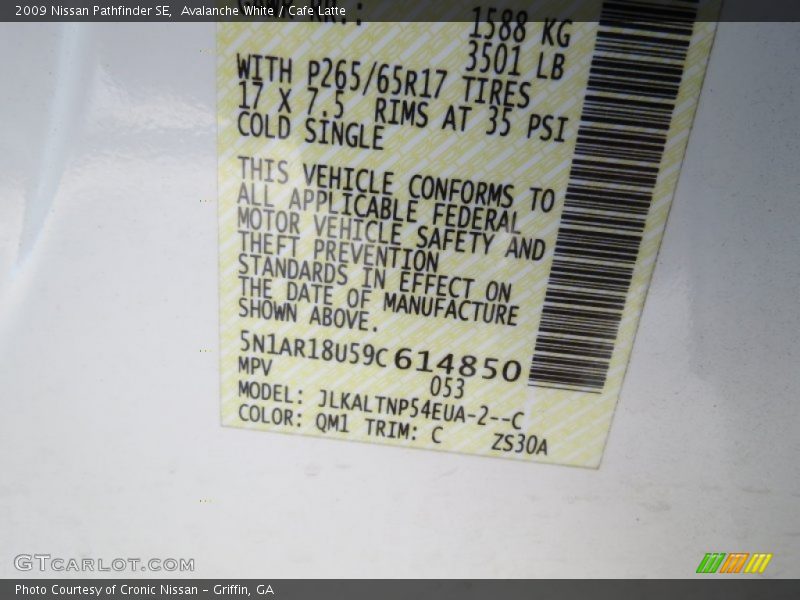 2009 Nissan Pathfinder SE, Avalanche White / Cafe Latte
1588 KG
3501 LB
WITH P265/65R17 TIRES
17 X 7.5 RIMS AT 35 PSI
COLD SINGLE
THIS VEHICLE CONFORMS TO
ALL APPLICABLE FEDERAL
MOTOR VEHICLE SAFETY AND
THEFT PREVENTION
STANDARDS IN EFFECT ON
THE DATE OF MANUFACTURE
SHOWN ABOVE.
5N1AR18U59C614850
MPV 053
MODEL: JLKALTNP54EUA-2--C
COLOR: QM1 TRIM: C ZS30A
GTCARLOT.COM
Photo Courtesy of Cronic Nissan - Griffin, GA